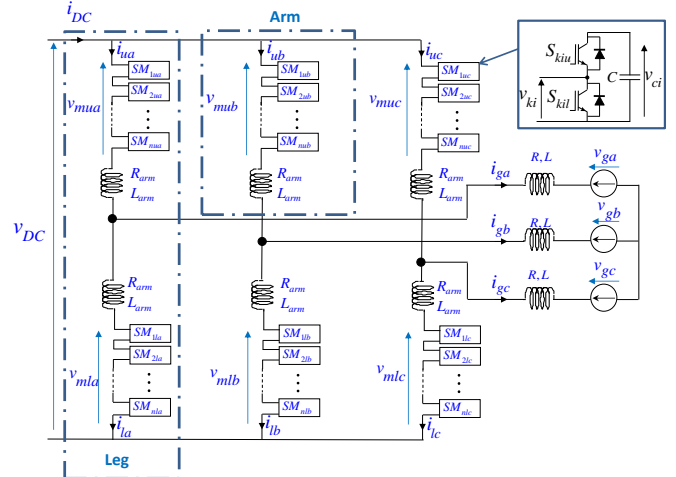 i_DC
Arm
i_ua
i_ub
i_uc
SM_1ua
SM_1ub
SM_1uc
SM_2ua
SM_2ub
SM_2uc
v_mua
v_mub
v_muc
SM_nua
SM_nub
SM_nuc
S_kiu
C
v_ki
S_kil
v_ci
R_arm
L_arm
R_arm
L_arm
R_arm
L_arm
i_ga
R,L
v_ga
v_DC
i_gb
R,L
v_gb
i_gc
R,L
v_gc
R_arm
L_arm
R_arm
L_arm
R_arm
L_arm
SM_1la
SM_1lb
SM_1lc
SM_2la
SM_2lb
SM_2lc
v_mla
v_mlb
v_mlc
SM_nla
SM_nlb
SM_nlc
i_la
i_lb
i_lc
Leg